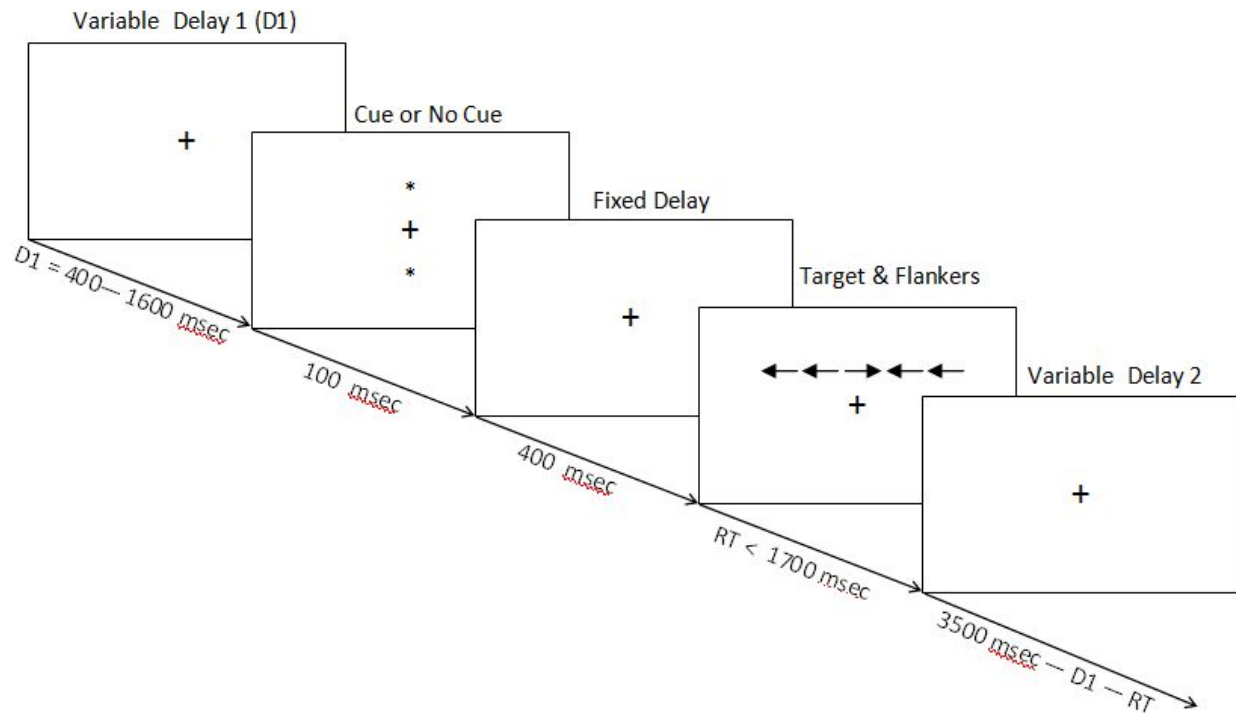 Variable Delay 1 (D1)
+
Cue or No Cue
*
+
*
Fixed Delay
+
Target & Flankers
←←→←←
+
Variable Delay 2
+
D1 = 400— 1600 msec
100 msec
400 msec
RT < 1700 msec
3500 msec — D1 — RT